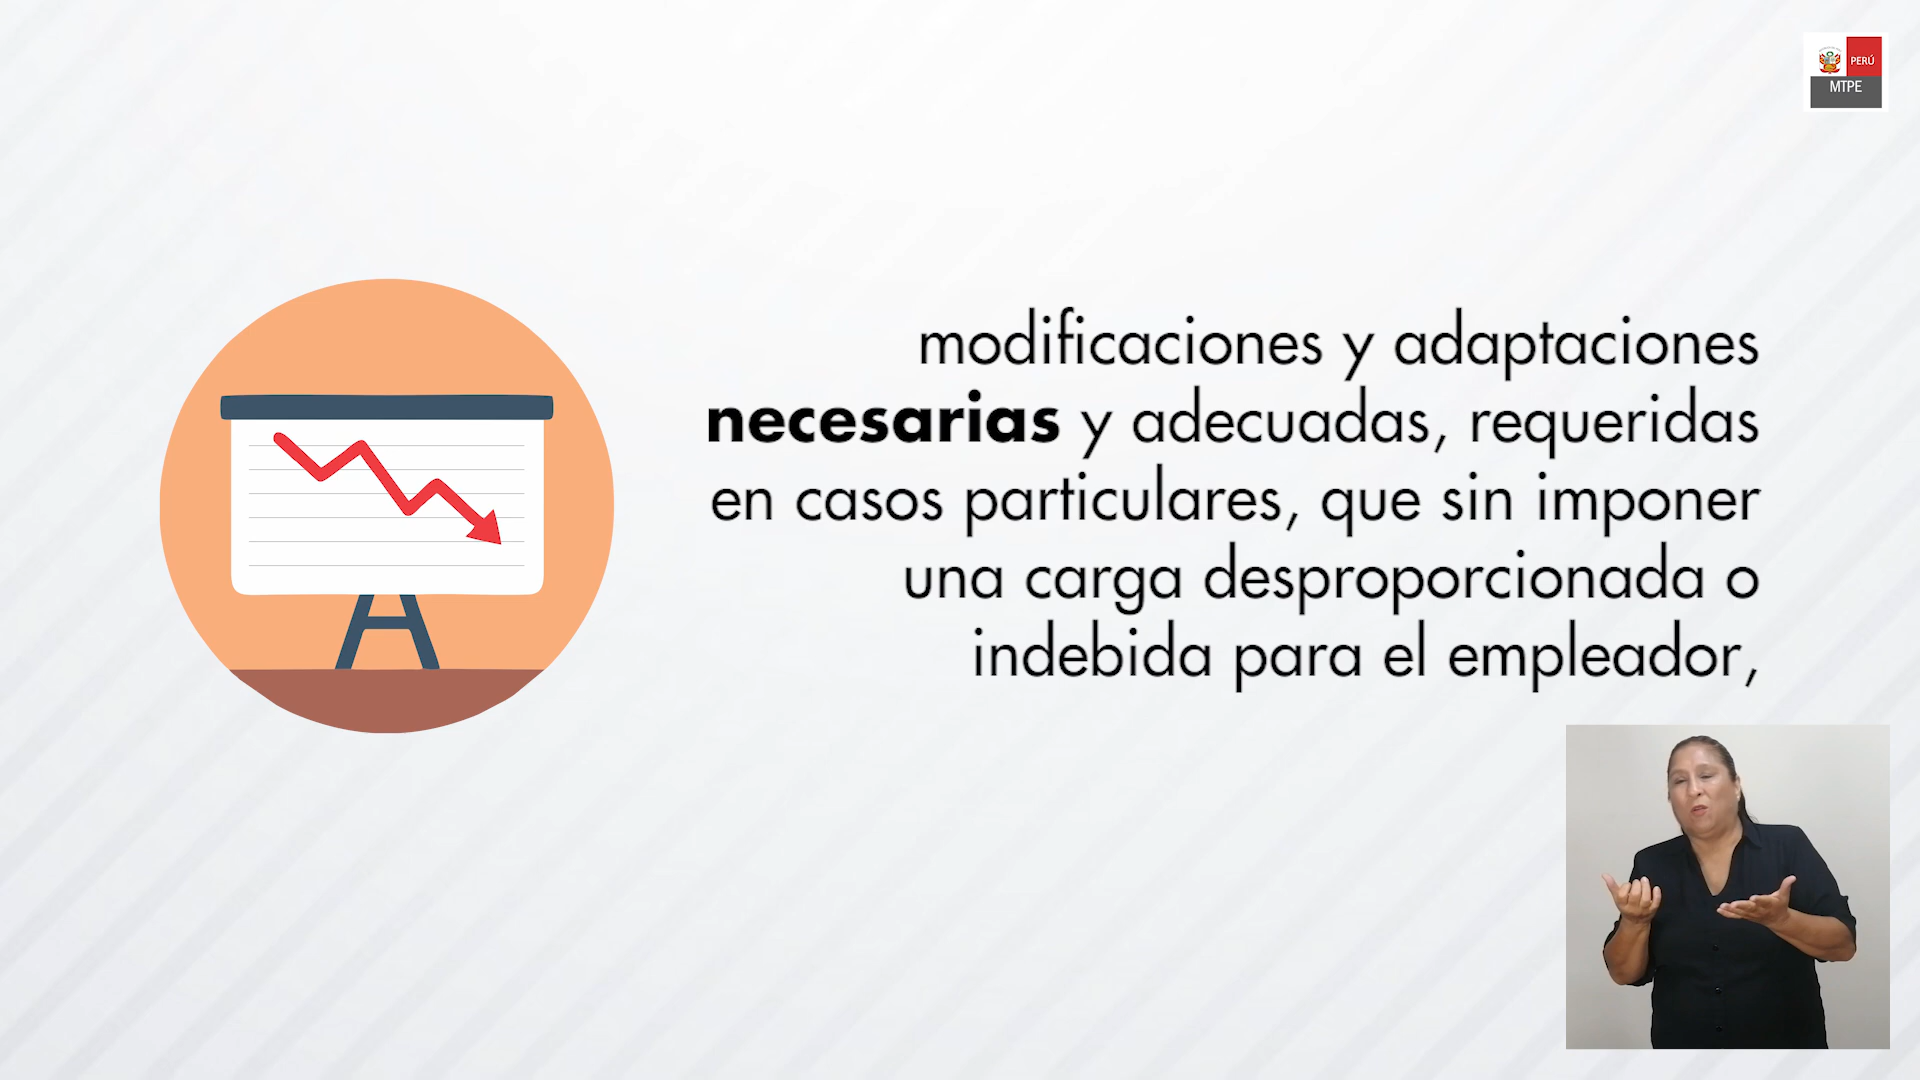 PERÚ
MTPE
modificaciones y adaptaciones
necesarias y adecuadas, requeridas
en casos particulares, que sin imponer
una carga desproporcionada o
indebida para el empleador,